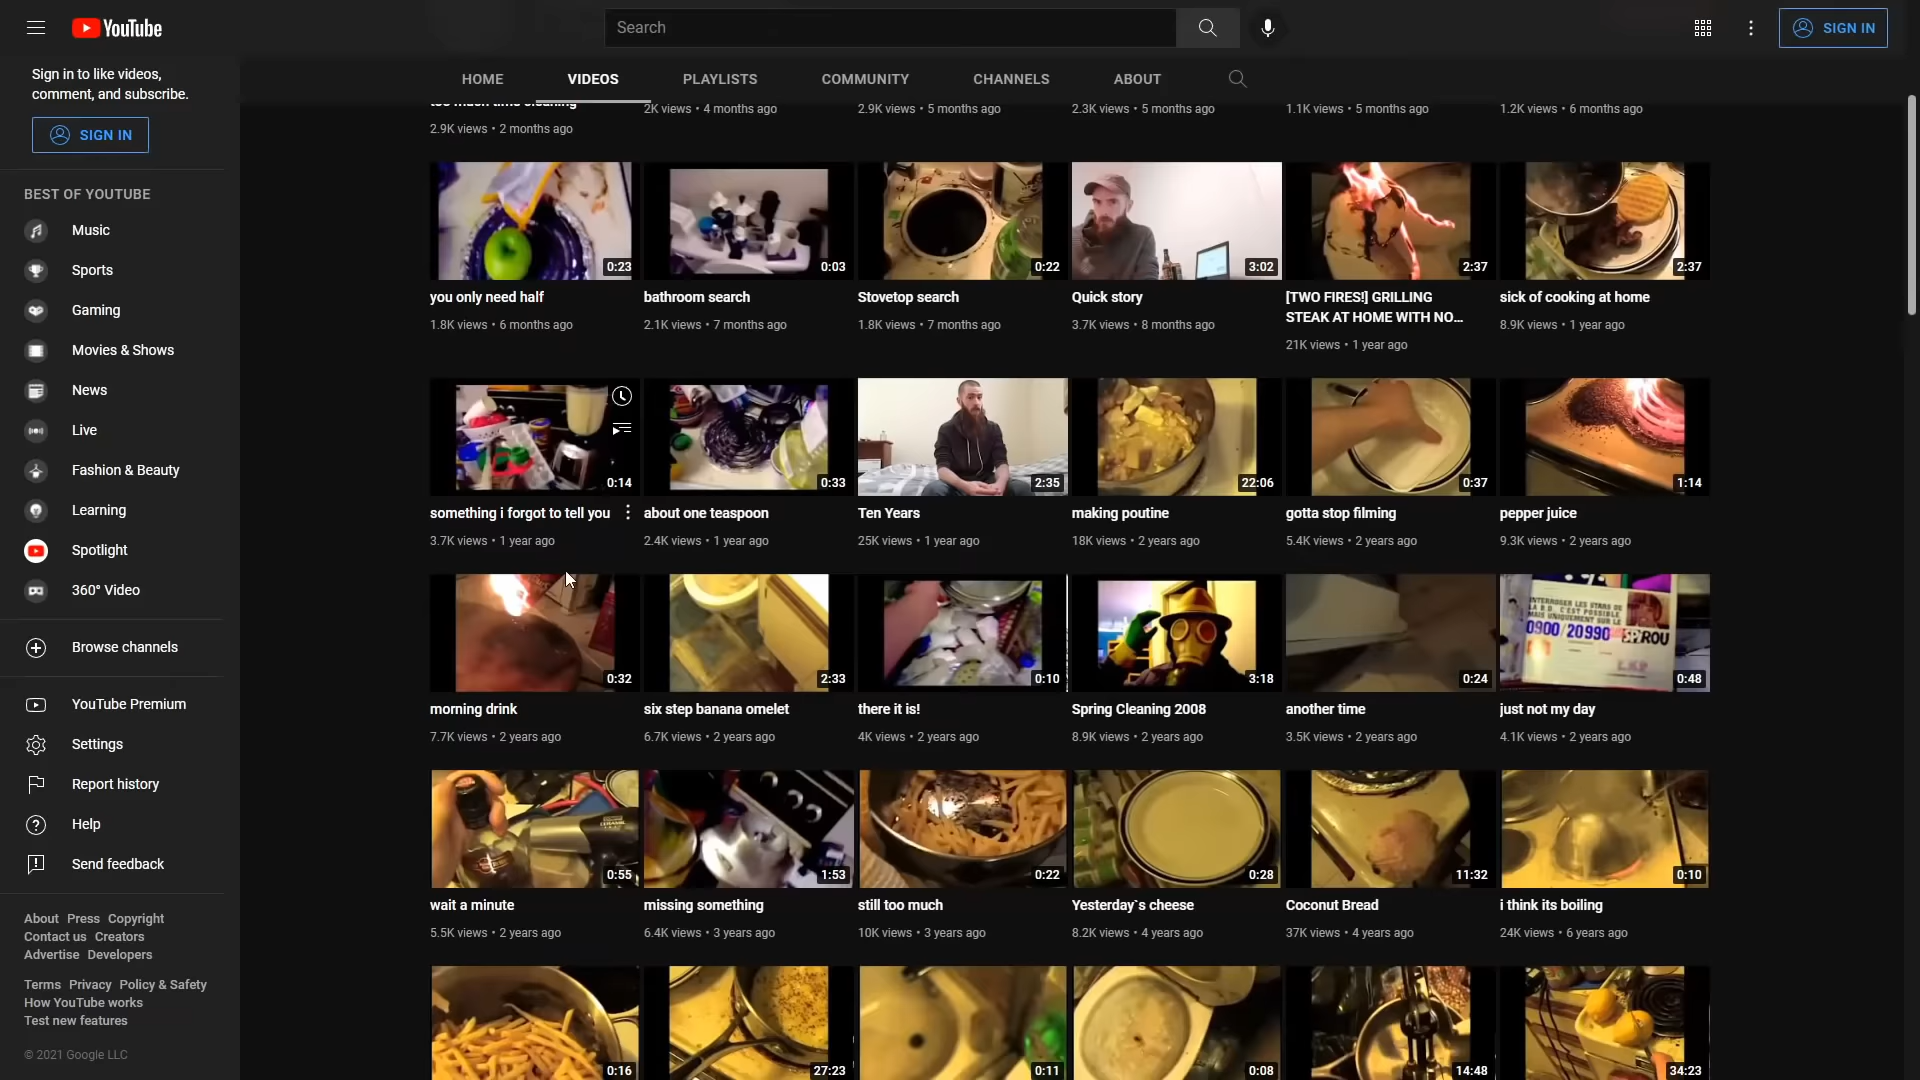 YouTube
Search
SIGN IN
Sign in to like videos,
comment, and subscribe.
SIGN IN
BEST OF YOUTUBE
Music
Sports
Gaming
Movies & Shows
News
Live
Fashion & Beauty
Learning
Spotlight
360° Video
Browse channels
YouTube Premium
Settings
Report history
Help
Send feedback
About Press Copyright
Contact us Creators
Advertise Developers
Terms Privacy Policy & Safety
How YouTube works
Test new features
© 2021 Google LLC
HOME VIDEOS PLAYLISTS COMMUNITY CHANNELS ABOUT
too much time cleaning
2K views • 4 months ago
2.9K views • 5 months ago
2.3K views • 5 months ago
1.1K views • 5 months ago
1.2K views • 6 months ago
2.9K views • 2 months ago
0:23
0:03
0:22
3:02
2:37
2:37
you only need half
1.8K views • 6 months ago
bathroom search
2.1K views • 7 months ago
Stovetop search
1.8K views • 7 months ago
Quick story
3.7K views • 8 months ago
[TWO FIRES!] GRILLING
STEAK AT HOME WITH NO...
21K views • 1 year ago
sick of cooking at home
8.9K views • 1 year ago
0:14
0:33
2:35
22:06
0:37
1:14
something i forgot to tell you
3.7K views • 1 year ago
about one teaspoon
2.4K views • 1 year ago
Ten Years
25K views • 1 year ago
making poutine
18K views • 2 years ago
gotta stop filming
5.4K views • 2 years ago
pepper juice
9.3K views • 2 years ago
INTERROGER LES STARS DE
LA B.D. C'EST POSSIBLE
MAIS UNIQUEMENT SUR LE
0900/20990 SPIROU
0:32
2:33
0:10
3:18
0:24
0:48
morning drink
7.7K views • 2 years ago
six step banana omelet
6.7K views • 2 years ago
there it is!
4K views • 2 years ago
Spring Cleaning 2008
8.9K views • 2 years ago
another time
3.5K views • 2 years ago
just not my day
4.1K views • 2 years ago
0:55
1:53
0:22
0:28
11:32
0:10
wait a minute
5.5K views • 2 years ago
missing something
6.4K views • 3 years ago
still too much
10K views • 3 years ago
Yesterday`s cheese
8.2K views • 4 years ago
Coconut Bread
37K views • 4 years ago
i think its boiling
24K views • 6 years ago
0:16
27:23
0:11
0:08
14:48
34:23